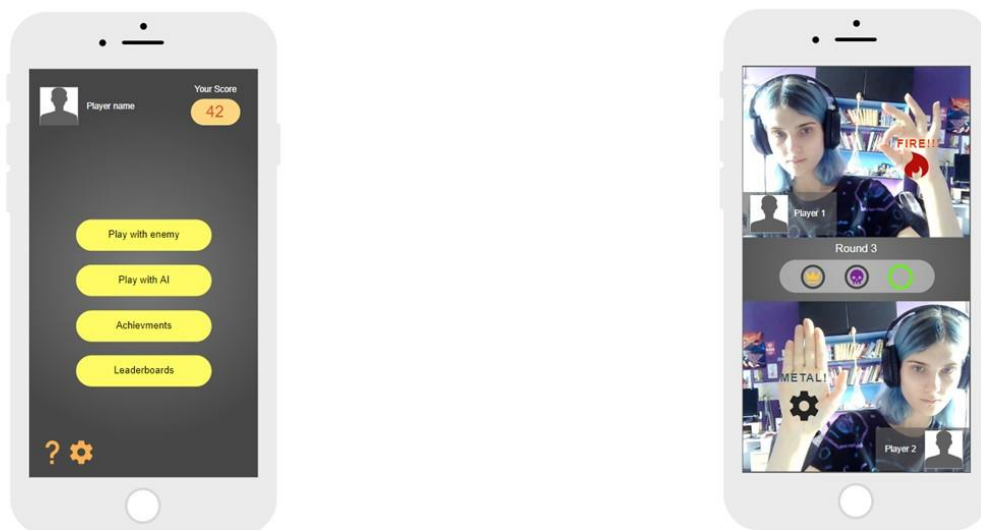 Your Score
Player name
42
Play with enemy
Play with AI
Achievments
Leaderboards
?
FIRE!!!
Player 1
Round 3
METAL!
Player 2